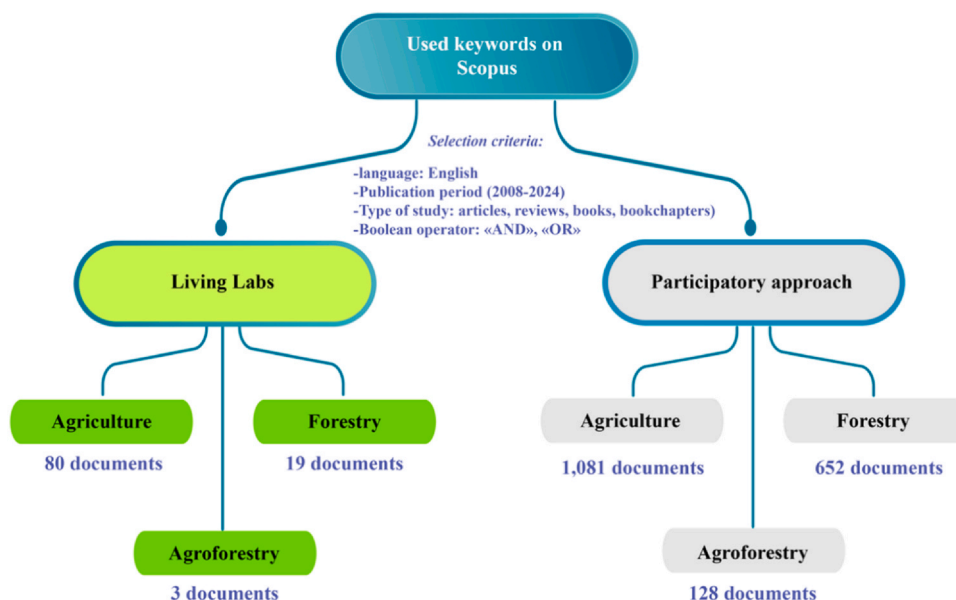 Used keywords on
Scopus
Selection criteria:
-language: English
-Publication period (2008-2024)
-Type of study: articles, reviews, books, bookchapters)
-Boolean operator: «AND», «OR»
Living Labs
Participatory approach
Agriculture
80 documents
Forestry
19 documents
Agroforestry
3 documents
Agriculture
1,081 documents
Forestry
652 documents
Agroforestry
128 documents